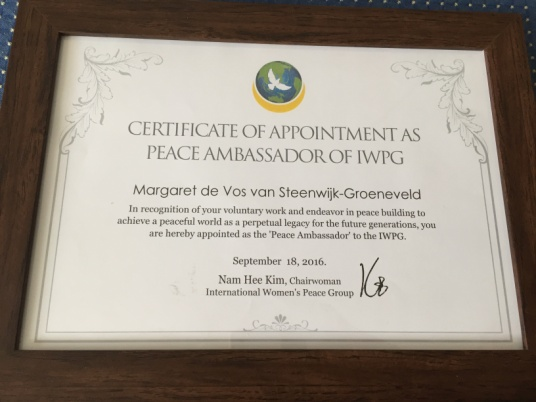 CERTIFICATE OF APPOINTMENT AS
PEACE AMBASSADOR OF IWPG
Margaret de Vos van Steenwijk-Groeneveld
In recognition of your voluntary work and endeavor in peace building to
achieve a peaceful world as a perpetual legacy for the future generations, you
are hereby appointed as the 'Peace Ambassador' to the IWPG.
September 18, 2016.
Nam Hee Kim, Chairwoman
International Women's Peace Group